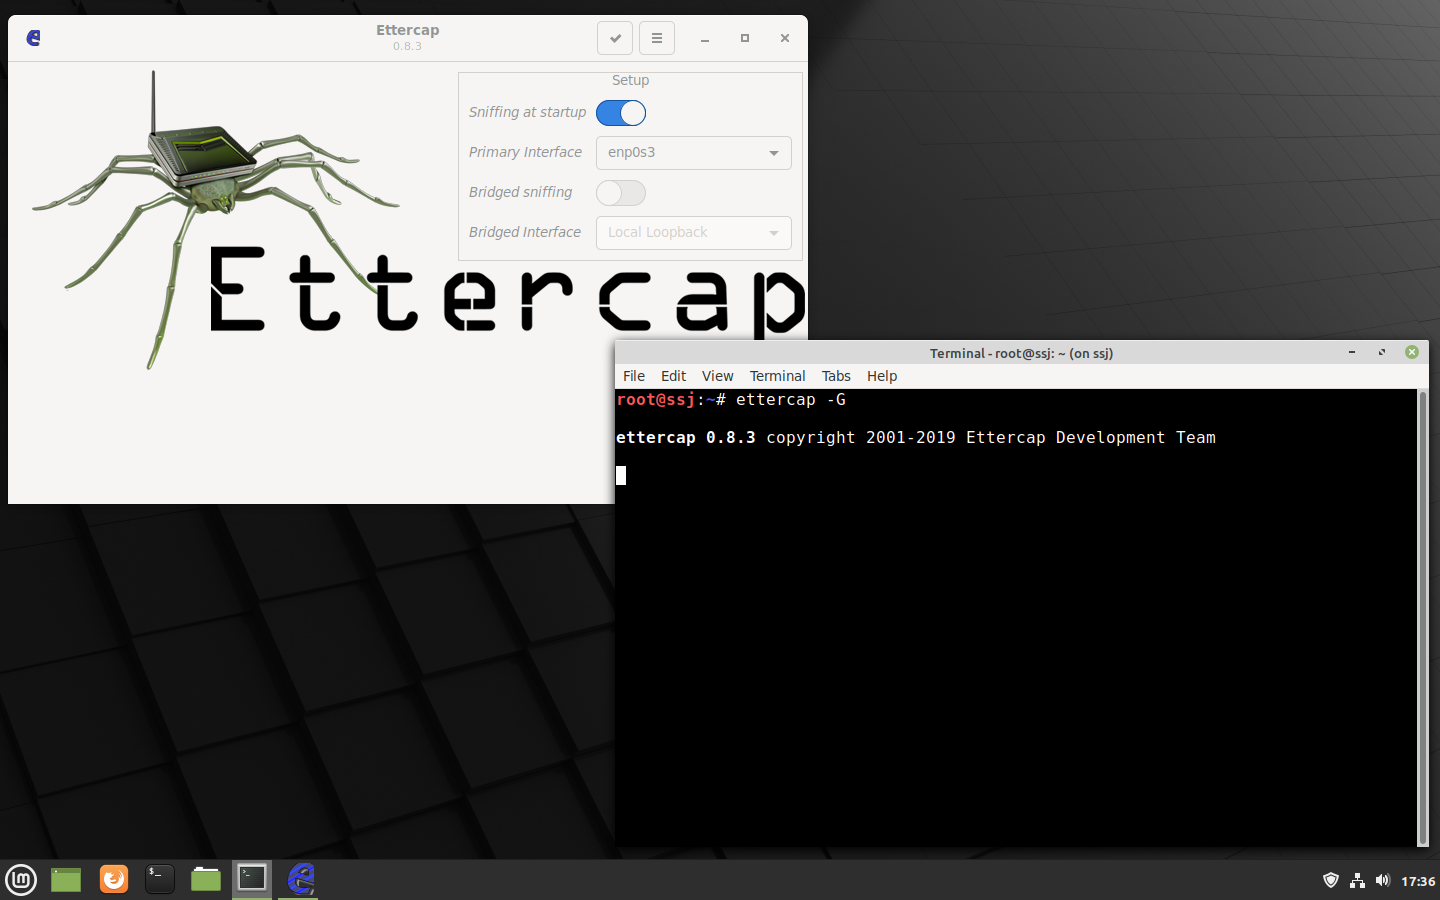 Ettercap
0.8.3
Setup
Sniffing at startup
Primary Interface
enp0s3
Bridged sniffing
Bridged Interface
Local Loopback
Ettercap
Terminal - root@ssj: ~ (on ssj)
File Edit View Terminal Tabs Help
root@ssj:~# ettercap -G
ettercap 0.8.3 copyright 2001-2019 Ettercap Development Team
17:36